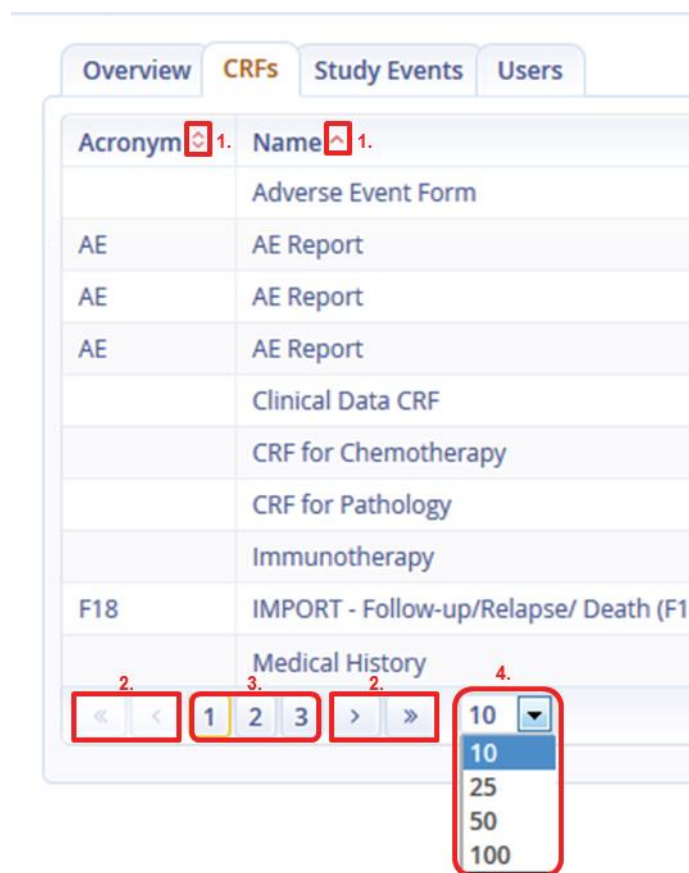 Overview CRFs Study Events Users
Acronym 1. Name 1.
Adverse Event Form
AE AE Report
AE AE Report
AE AE Report
Clinical Data CRF
CRF for Chemotherapy
CRF for Pathology
Immunotherapy
F18 IMPORT - Follow-up/Relapse/ Death (F1
Medical History
2. 3. 2. 4.
« < 1 2 3 > » 10
10
25
50
100